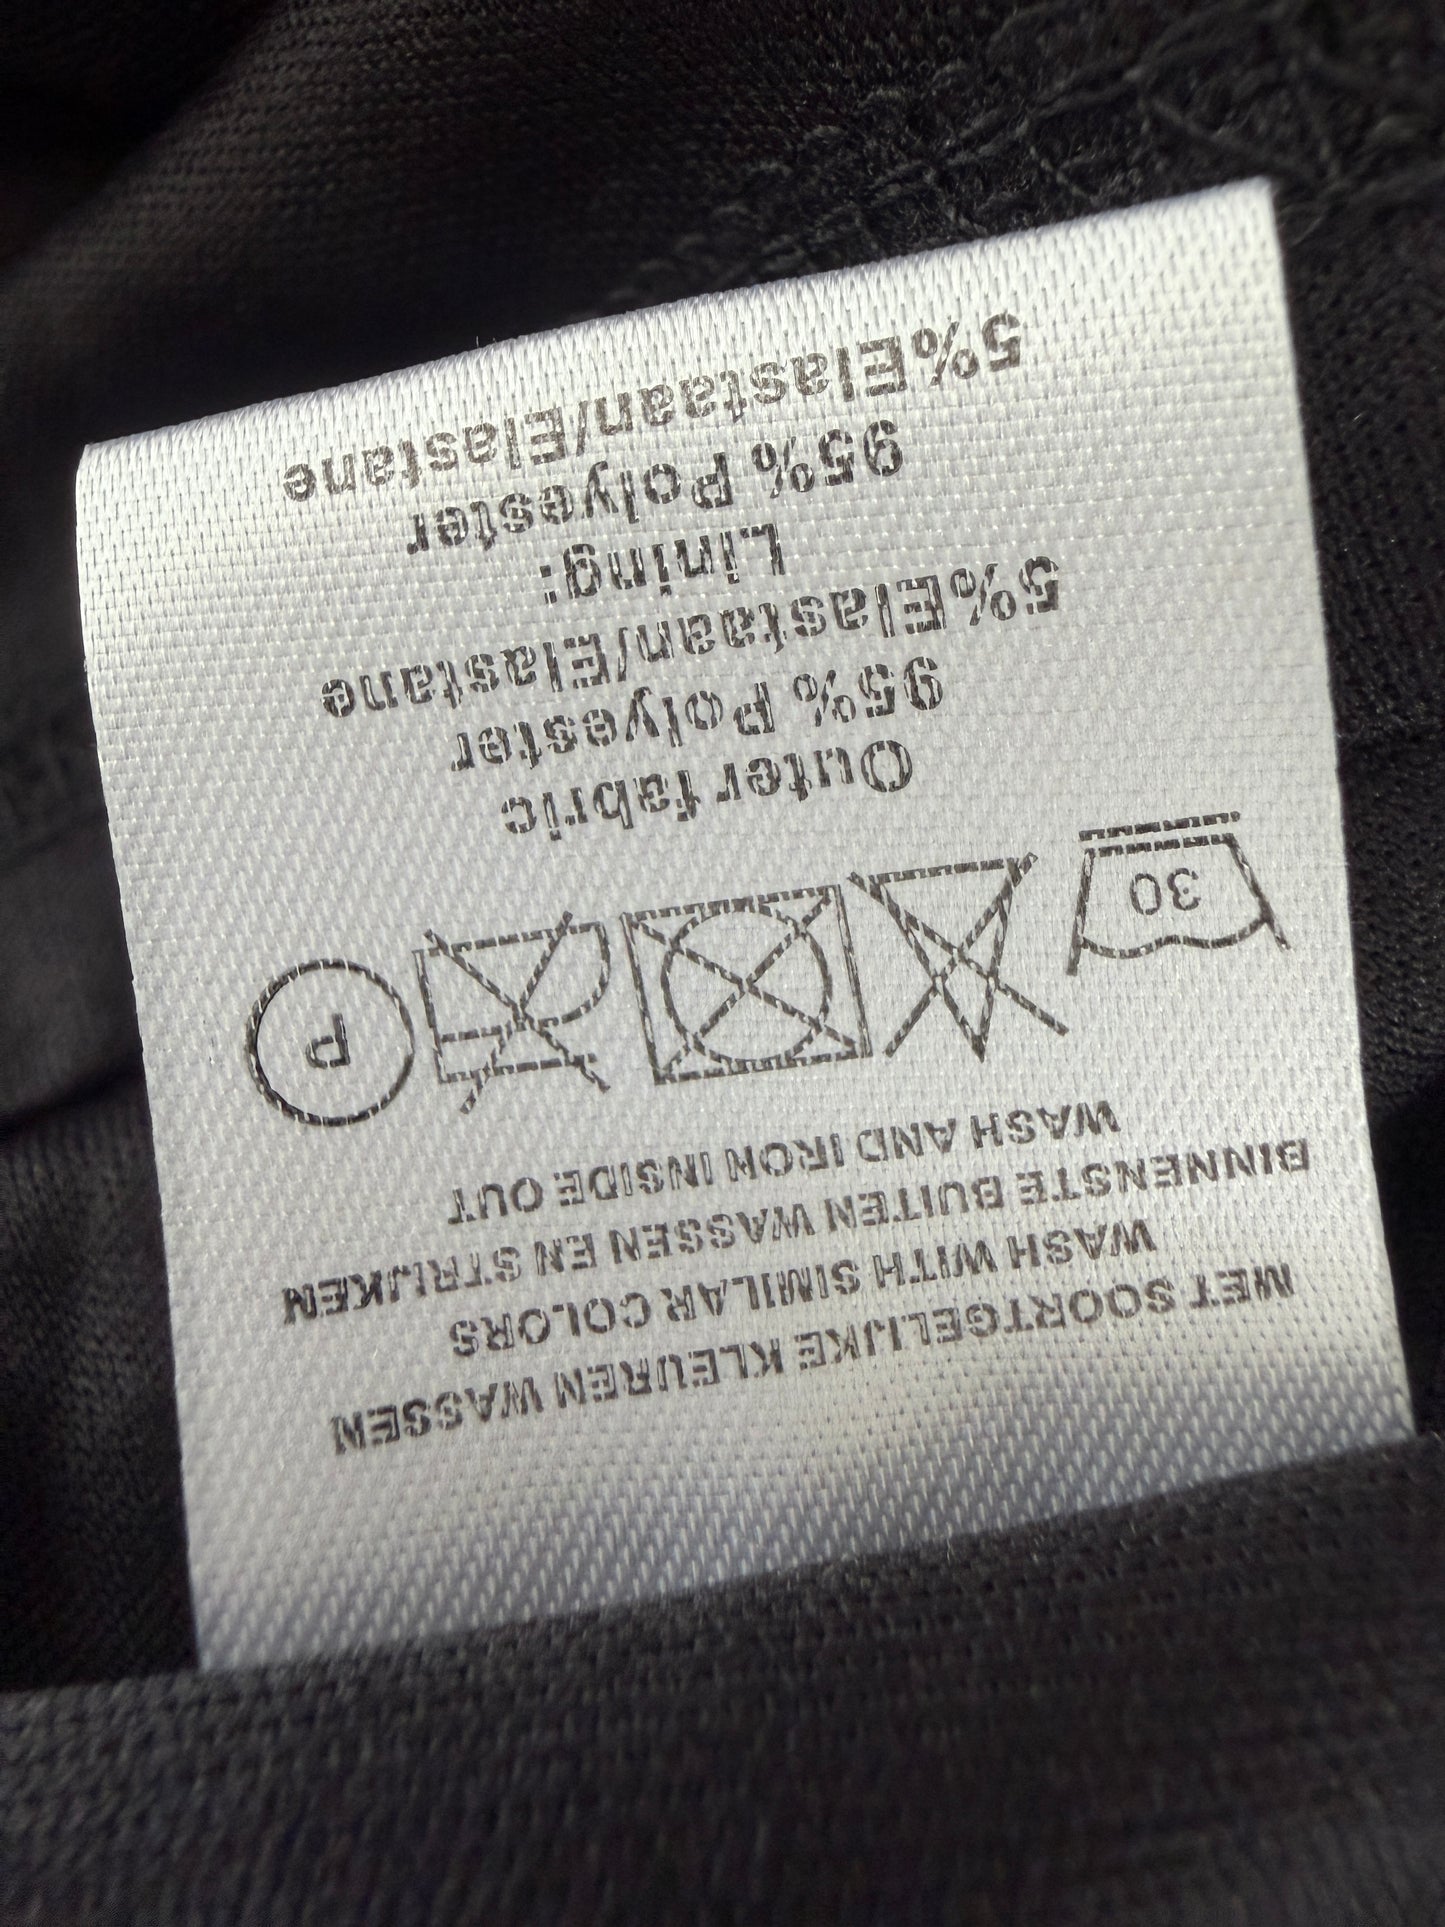 MET SOORTGELIJKE KLEUREN WASSEN
WASH WITH SIMILAR COLORS
BINNENSTE BUITEN WASSEN EN STRIJKEN
WASH AND IRON INSIDE OUT
30
P
Outer fabric
95% Polyester
5%Elastaan/Elastane
Lining:
95% Polyester
5%Elastaan/Elastane